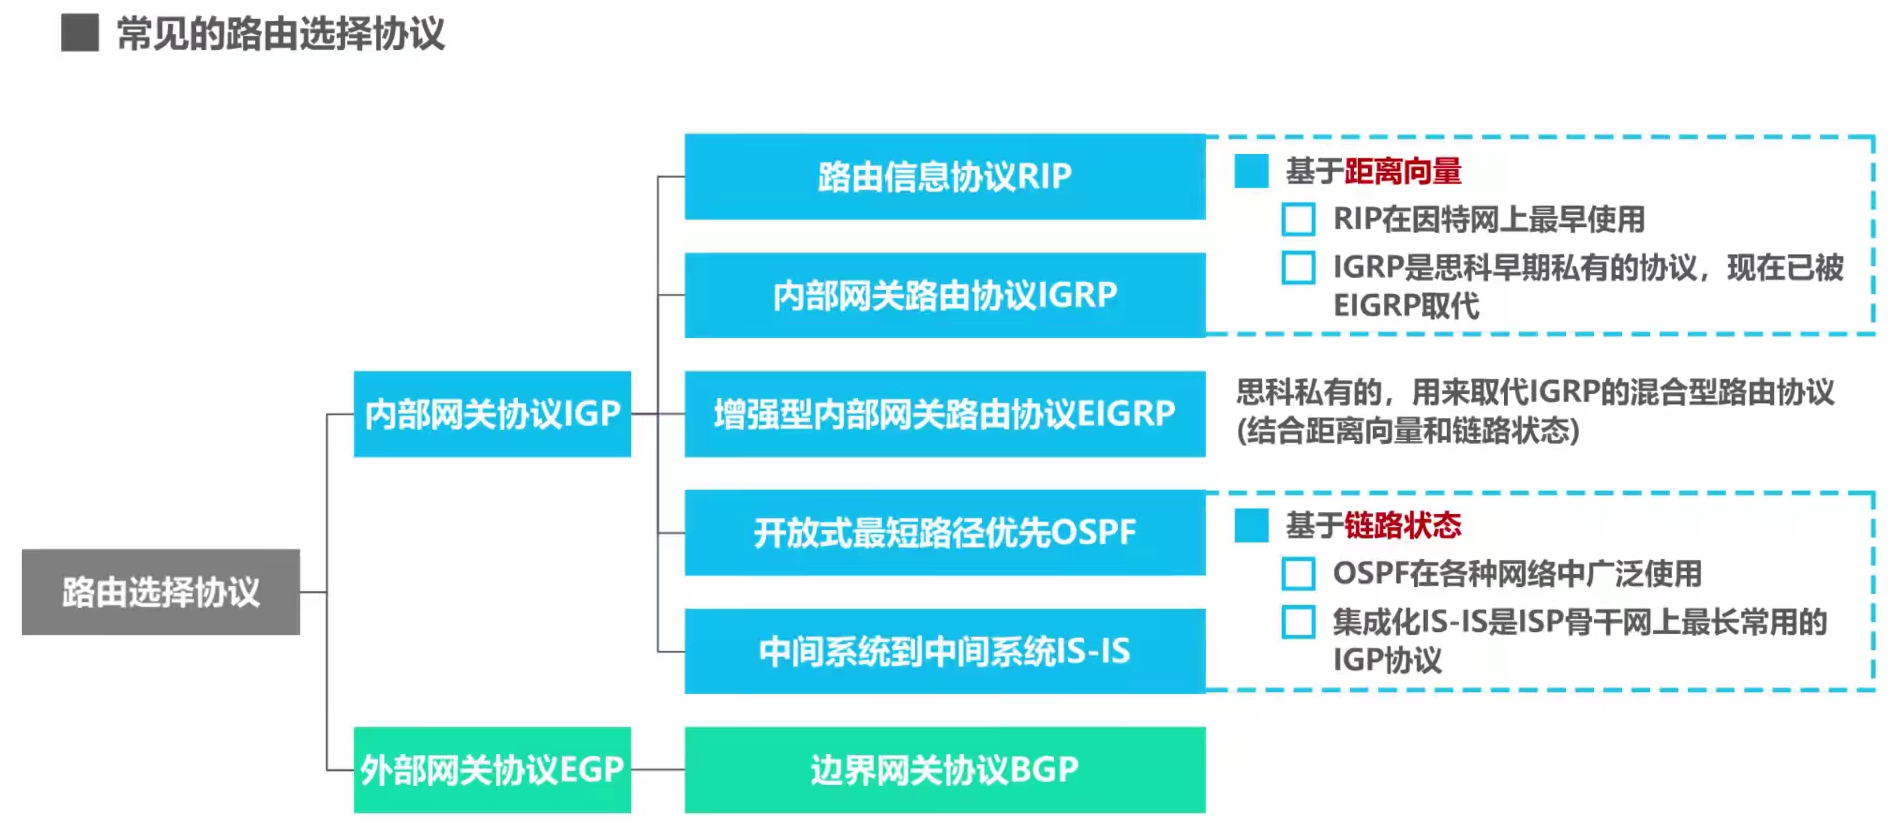 常见的路由选择协议
路由信息协议RIP
基于距离向量
RIP在因特网上最早使用
IGRP是思科早期私有的协议，现在已被
EIGRP取代
内部网关路由协议IGRP
内部网关协议IGP
增强型内部网关路由协议EIGRP
思科私有的，用来取代IGRP的混合型路由协议
(结合距离向量和链路状态)
开放式最短路径优先OSPF
基于链路状态
OSPF在各种网络中广泛使用
集成化IS-IS是ISP骨干网上最长常用的
IGP协议
路由选择协议
中间系统到中间系统IS-IS
外部网关协议EGP
边界网关协议BGP